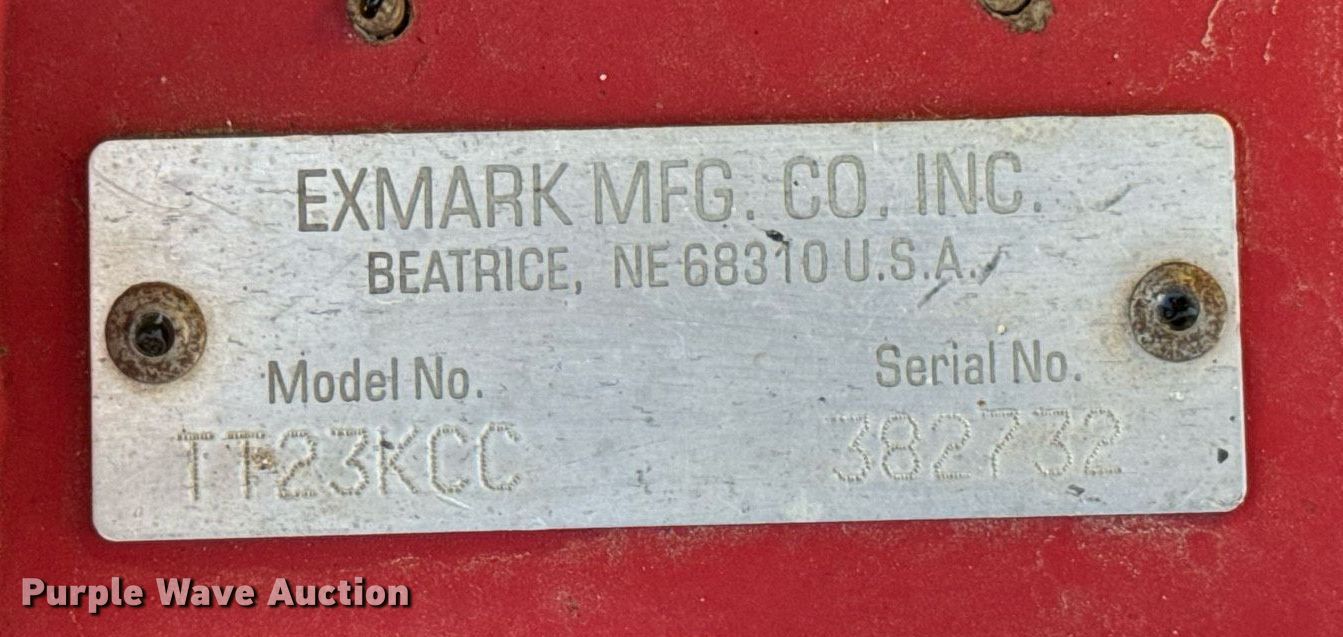 EXMARK MFG. CO. INC.
BEATRICE, NE 68310 U.S.A.
Model No. Serial No.
TT23KCC 382732
Purple Wave Auction